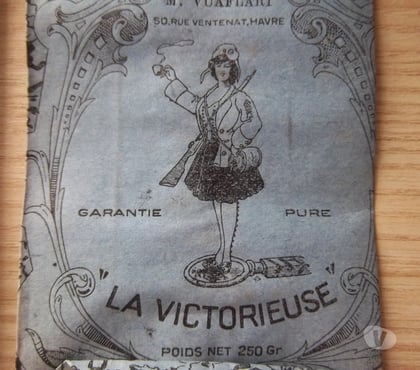 M. VUAFLART
50, RUE VENTENAT, HAVRE
GARANTIE PURE
"LA VICTORIEUSE"
POIDS NET 250 Gr